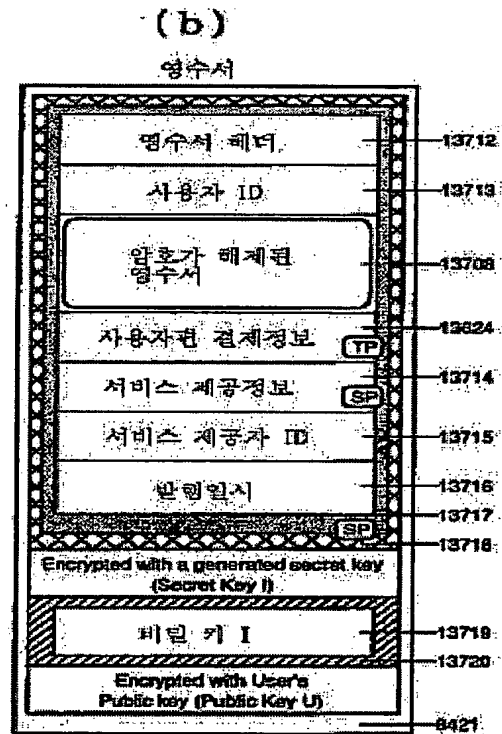 (b)
영수서
영수서 헤더
13712
사용자 ID
13713
암호가 해제된
영수서
13708
사용자편 결제정보
13624
TP
서비스 제공정보
13714
SP
서비스 제공자 ID
13715
발행일시
13716
13717
SP
13718
Encrypted with a generated secret key
(Secret Key I)
비밀 키 I
13719
13720
Encrypted with User's
Public key (Public Key U)
8421